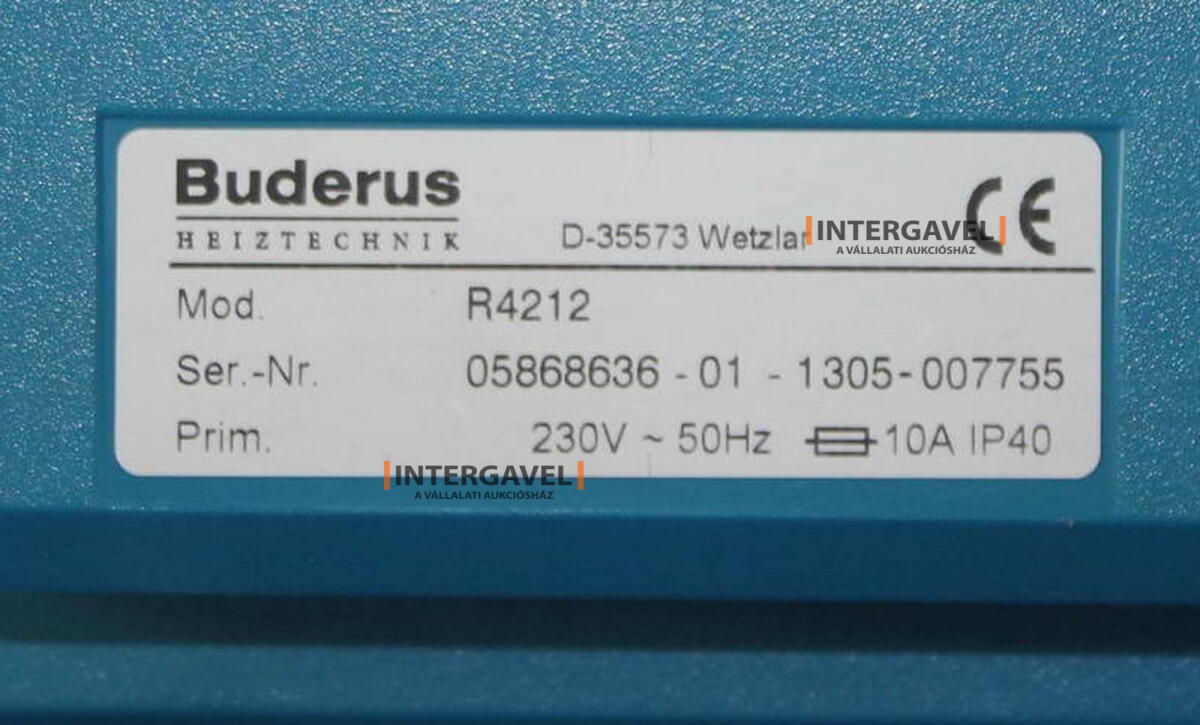 Buderus
HEIZTECHNIK
D-35573 Wetzlar CE
INTERGAVEL
A VÁLLALATI AUKCIÓSHÁZ
Mod. R4212
Ser.-Nr. 05868636 - 01 - 1305-007755
Prim. 230V ~ 50Hz 10A IP40
INTERGAVEL
A VÁLLALATI AUKCIÓSHÁZ